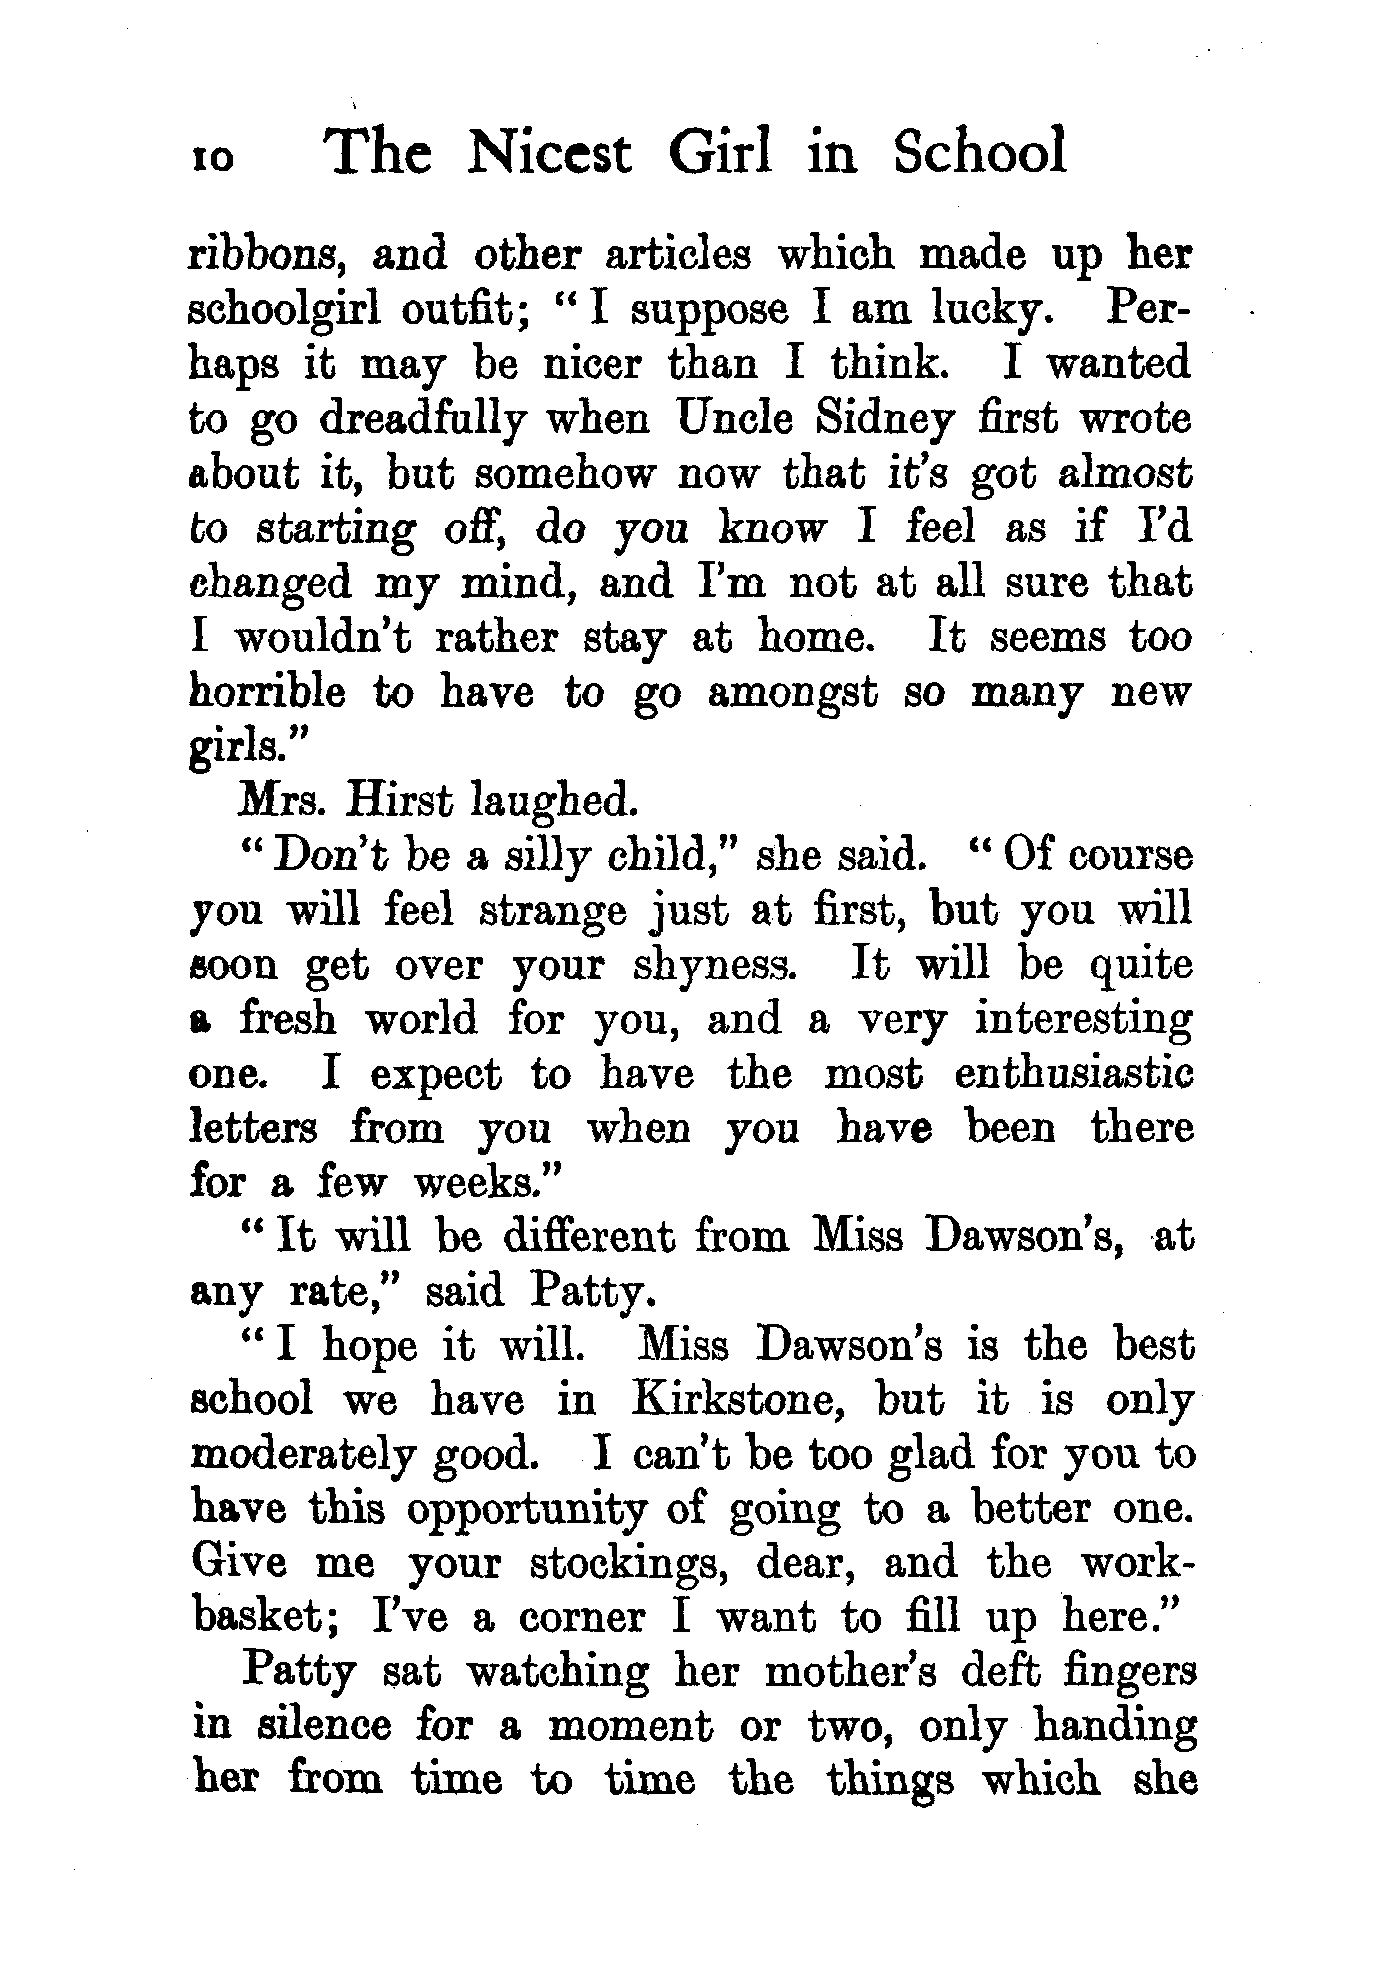 10 The Nicest Girl in School
ribbons, and other articles which made up her
schoolgirl outfit; “ I suppose I am lucky. Per-
haps it may be nicer than I think. I wanted
to go dreadfully when Uncle Sidney first wrote
about it, but somehow now that it’s got almost
to starting off, do you know I feel as if I’d
changed my mind, and I’m not at all sure that
I wouldn’t rather stay at home. It seems too
horrible to have to go amongst so many new
girls.”
Mrs. Hirst laughed.
“ Don’t be a silly child,” she said. “ Of course
you will feel strange just at first, but you will
soon get over your shyness. It will be quite
a fresh world for you, and a very interesting
one. I expect to have the most enthusiastic
letters from you when you have been there
for a few weeks.”
“ It will be different from Miss Dawson’s, at
any rate,” said Patty.
“ I hope it will. Miss Dawson’s is the best
school we have in Kirkstone, but it is only
moderately good. I can’t be too glad for you to
have this opportunity of going to a better one.
Give me your stockings, dear, and the work-
basket; I’ve a corner I want to fill up here.”
Patty sat watching her mother’s deft fingers
in silence for a moment or two, only handing
her from time to time the things which she